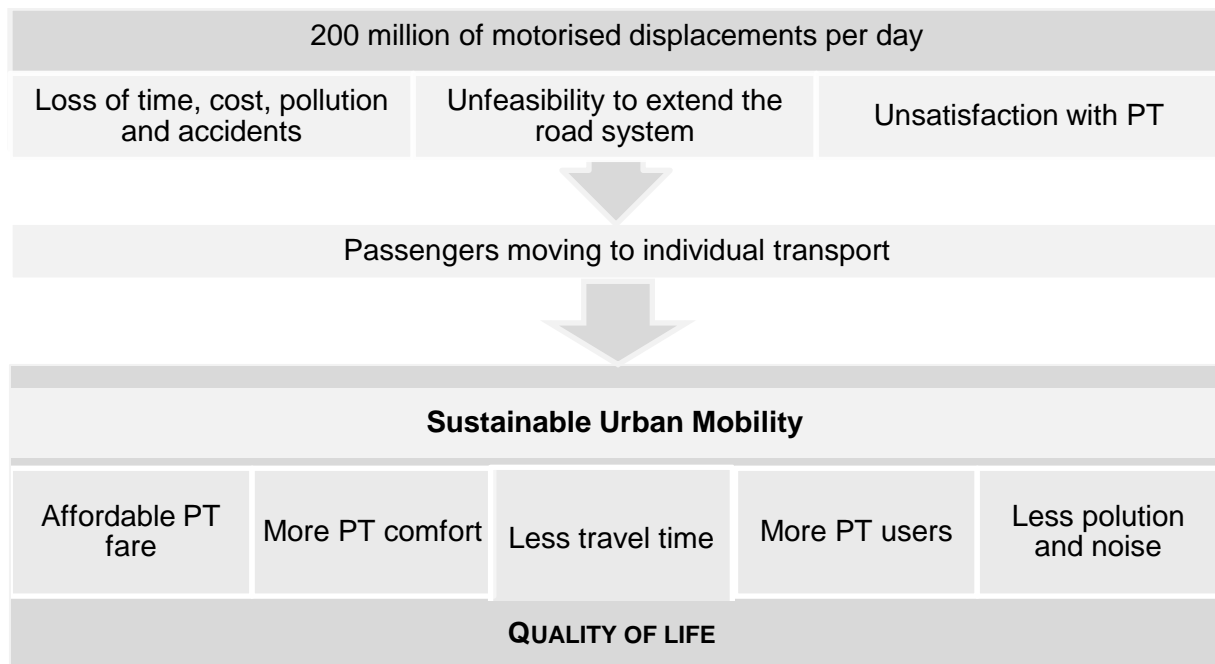 200 million of motorised displacements per day
Loss of time, cost, pollution
and accidents
Unfeasibility to extend the
road system
Unsatisfaction with PT
Passengers moving to individual transport
Sustainable Urban Mobility
Affordable PT
fare
More PT comfort
Less travel time
More PT users
Less polution
and noise
QUALITY OF LIFE